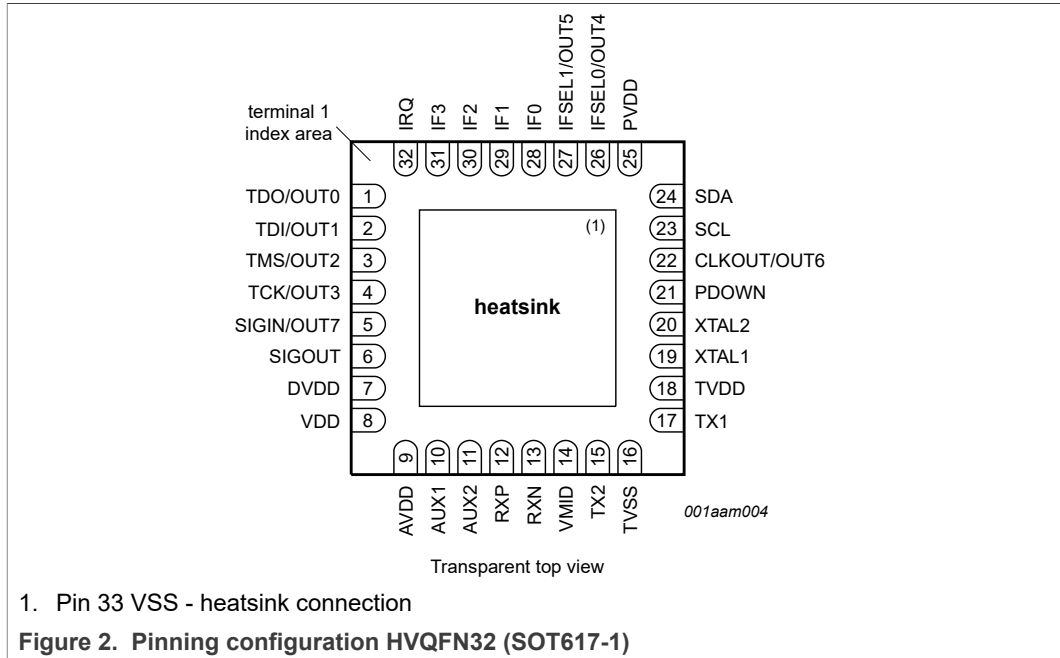 terminal 1
index area
IRQ
IF3
IF2
IF1
IF0
IFSEL1/OUT5
IFSEL0/OUT4
PVDD
32
31
30
29
28
27
26
25
TDO/OUT0 1
24 SDA
TDI/OUT1 2
(1)
23 SCL
TMS/OUT2 3
22 CLKOUT/OUT6
TCK/OUT3 4
21 PDOWN
heatsink
SIGIN/OUT7 5
20 XTAL2
SIGOUT 6
19 XTAL1
DVDD 7
18 TVDD
VDD 8
17 TX1
9
10
11
12
13
14
15
16
AVDD
AUX1
AUX2
RXP
RXN
VMID
TX2
TVSS
001aam004
Transparent top view
1. Pin 33 VSS - heatsink connection
Figure 2. Pinning configuration HVQFN32 (SOT617-1)